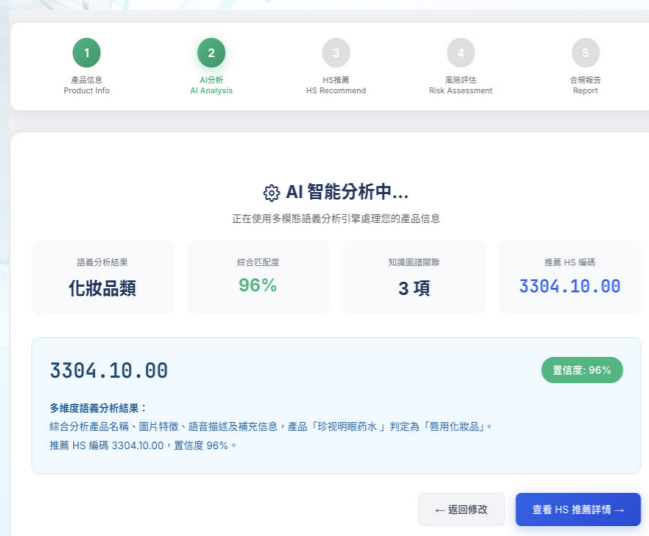 1
2
3
4
5
產品信息
Product Info
AI分析
AI Analysis
HS推薦
HS Recommend
風險評估
Risk Assessment
合規報告
Report
AI 智能分析中...
正在使用多模態語義分析引擎處理您的產品信息
語義分析結果
化妝品類
綜合匹配度
96%
知識圖譜關聯
3 項
推薦 HS 編碼
3304.10.00
3304.10.00
置信度: 96%
多維度語義分析結果：
綜合分析產品名稱、圖片特徵、語音描述及補充信息，產品「珍视明眼药水 」判定為「唇用化妝品」。
推薦 HS 編碼 3304.10.00，置信度 96%。
← 返回修改
查看 HS 推薦詳情 →